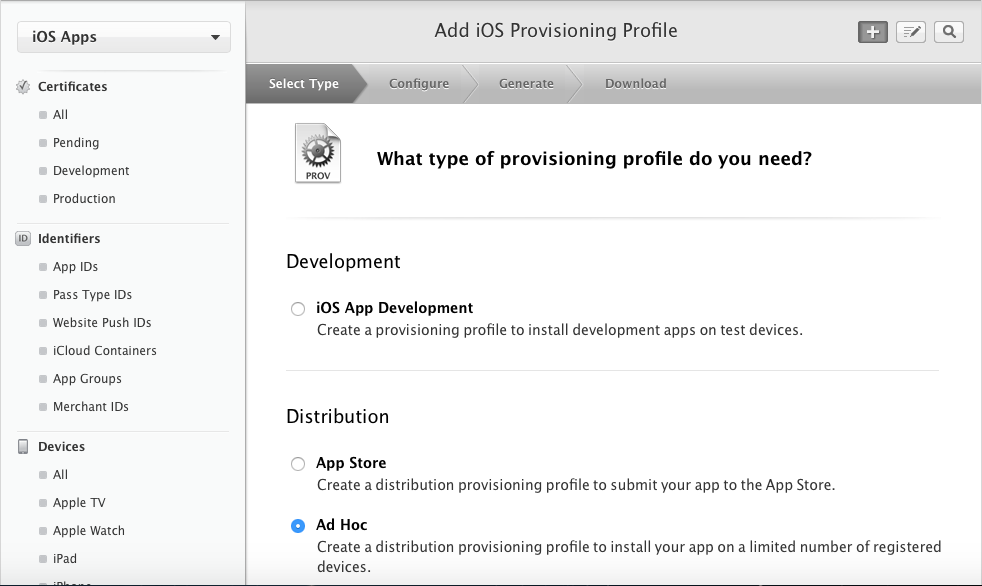 iOS Apps
Certificates
All
Pending
Development
Production
ID Identifiers
App IDs
Pass Type IDs
Website Push IDs
iCloud Containers
App Groups
Merchant IDs
Devices
All
Apple TV
Apple Watch
iPad
iPhone
Add iOS Provisioning Profile
Select Type Configure Generate Download
PROV
What type of provisioning profile do you need?
Development
iOS App Development
Create a provisioning profile to install development apps on test devices.
Distribution
App Store
Create a distribution provisioning profile to submit your app to the App Store.
Ad Hoc
Create a distribution provisioning profile to install your app on a limited number of registered
devices.